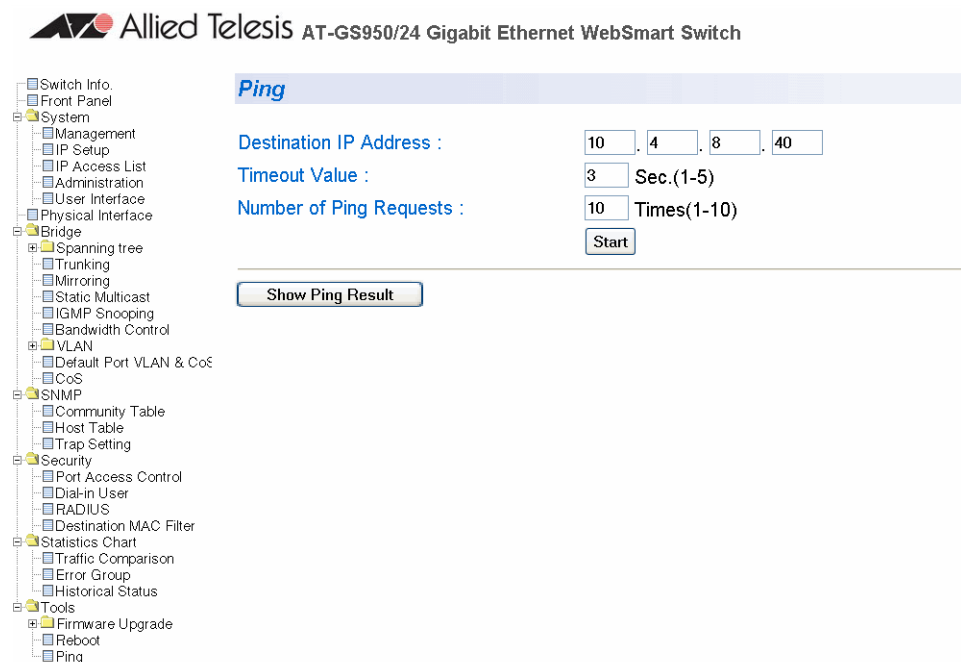 Allied Telesis AT-GS950/24 Gigabit Ethernet WebSmart Switch
Switch Info.
Front Panel
System
Management
IP Setup
IP Access List
Administration
User Interface
Physical Interface
Bridge
Spanning tree
Trunking
Mirroring
Static Multicast
IGMP Snooping
Bandwidth Control
VLAN
Default Port VLAN & CoS
CoS
SNMP
Community Table
Host Table
Trap Setting
Security
Port Access Control
Dial-in User
RADIUS
Destination MAC Filter
Statistics Chart
Traffic Comparison
Error Group
Historical Status
Tools
Firmware Upgrade
Reboot
Ping
Ping
Destination IP Address : 10 . 4 . 8 . 40
Timeout Value : 3 Sec.(1-5)
Number of Ping Requests : 10 Times(1-10)
Start
Show Ping Result